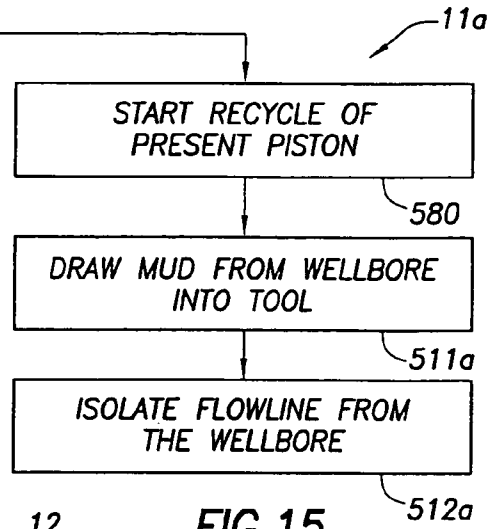 11a
START RECYCLE OF
PRESENT PISTON
580
DRAW MUD FROM WELLBORE
INTO TOOL
511a
ISOLATE FLOWLINE FROM
THE WELLBORE
512a
12
FIG.15